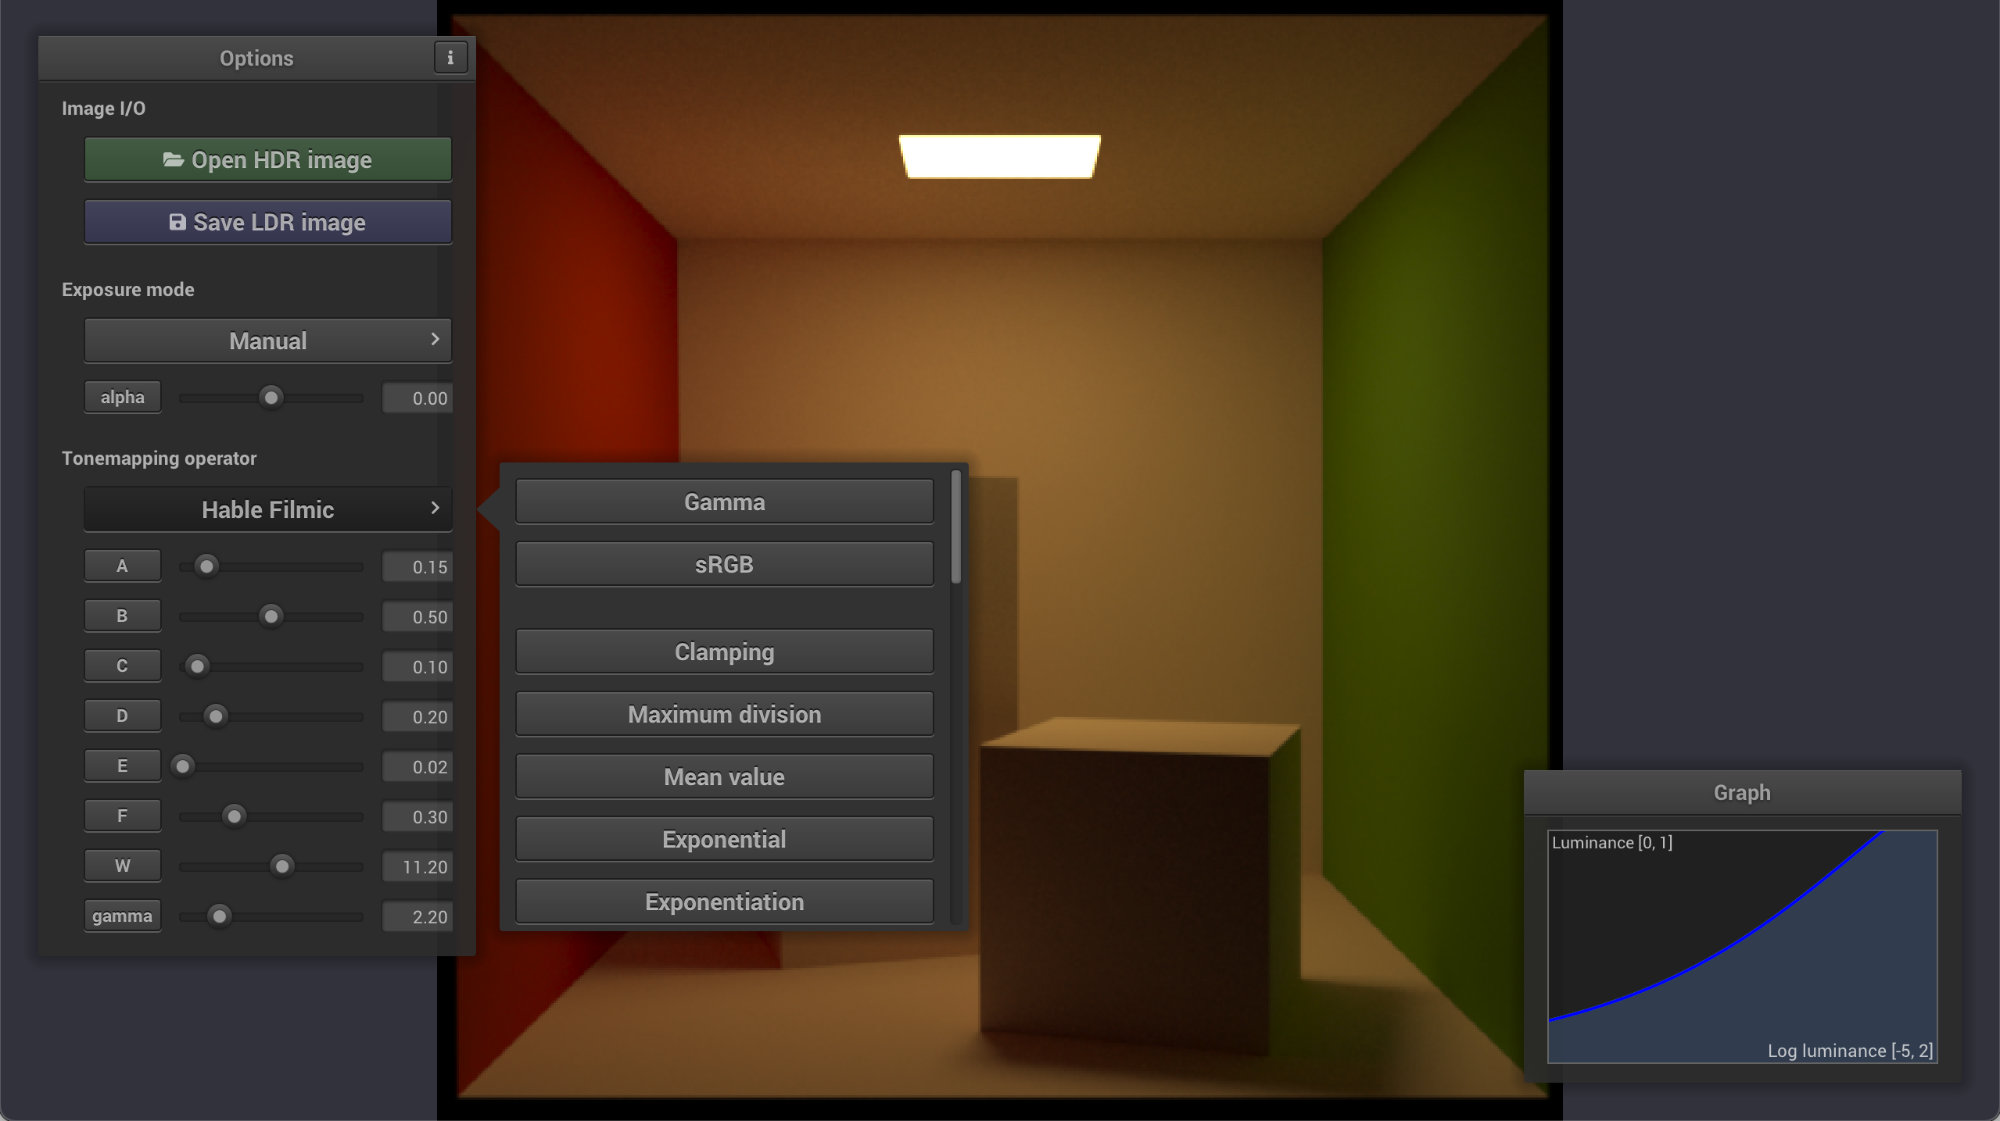 Options
Image I/O
Open HDR image
Save LDR image
Exposure mode
Manual
alpha 0.00
Tonemapping operator
Hable Filmic
A 0.15
B 0.50
C 0.10
D 0.20
E 0.02
F 0.30
W 11.20
gamma 2.20
Gamma
sRGB
Clamping
Maximum division
Mean value
Exponential
Exponentiation
Graph
Luminance [0, 1]
Log luminance [-5, 2]